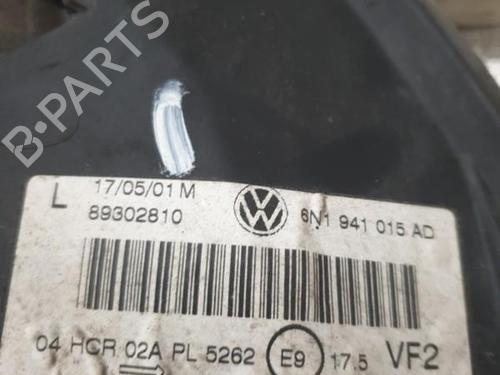 B-PARTS
L 17/05/01 M
89302810
6N1 941 015 AD
04 HCR 02A PL 5262 E9 17.5 VF2